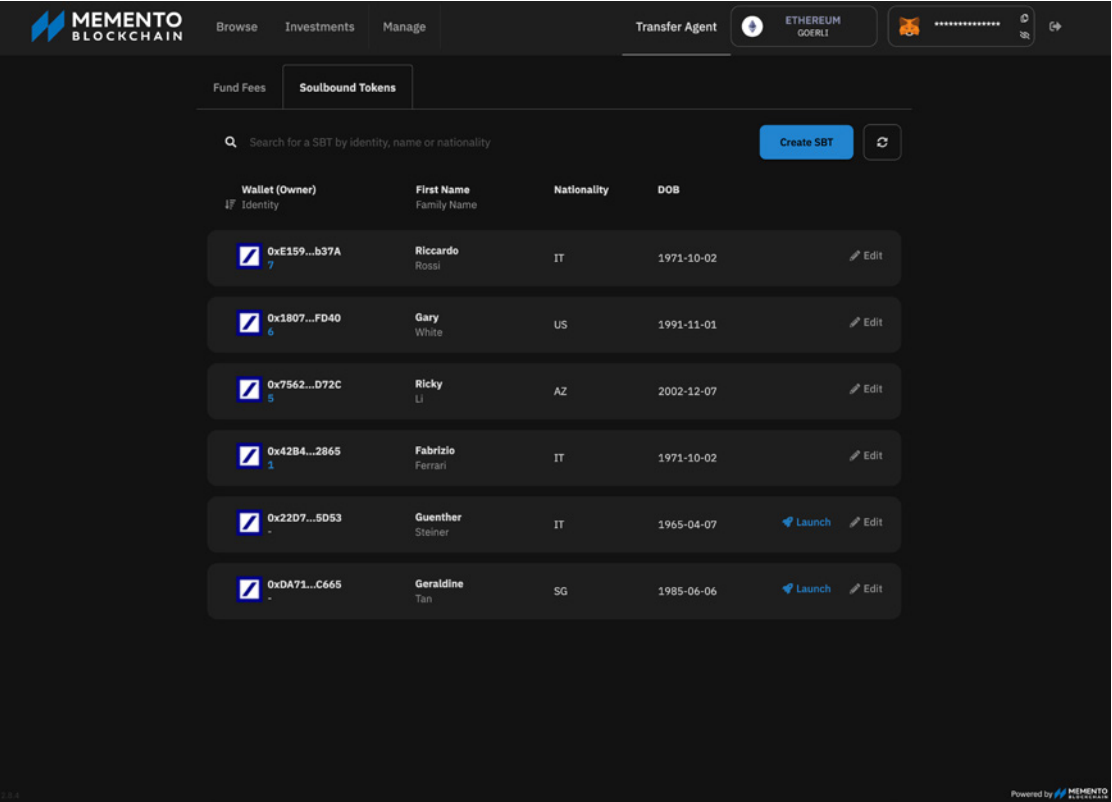 MEMENTO
BLOCKCHAIN
Browse Investments Manage Transfer Agent ETHEREUM GOERLI **************
Fund Fees Soulbound Tokens
Search for a SBT by identity, name or nationality Create SBT
Wallet (Owner) First Name Nationality DOB
Identity Family Name
0xE159...b37A Riccardo IT 1971-10-02 Edit
7 Rossi
0x1807...FD40 Gary US 1991-11-01 Edit
6 White
0x7562...D72C Ricky AZ 2002-12-07 Edit
5 Li
0x42B4...2865 Fabrizio IT 1971-10-02 Edit
1 Ferrari
0x22D7...5D53 Guenther IT 1965-04-07 Launch Edit
- Steiner
0xDA71...C665 Geraldine SG 1985-06-06 Launch Edit
- Tan
Powered by MEMENTO
BLOCKCHAIN